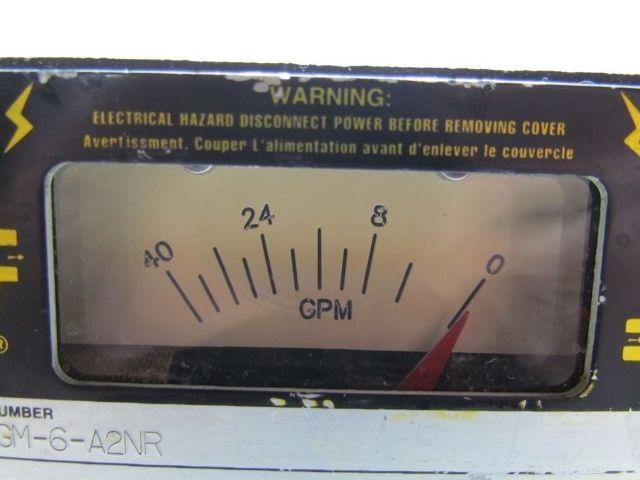 WARNING:
ELECTRICAL HAZARD DISCONNECT POWER BEFORE REMOVING COVER
Avertissment. Couper L'alimentation avant d'enlever le couvercle
40 24 8 0
GPM
®
UMBER
GM-6-A2NR